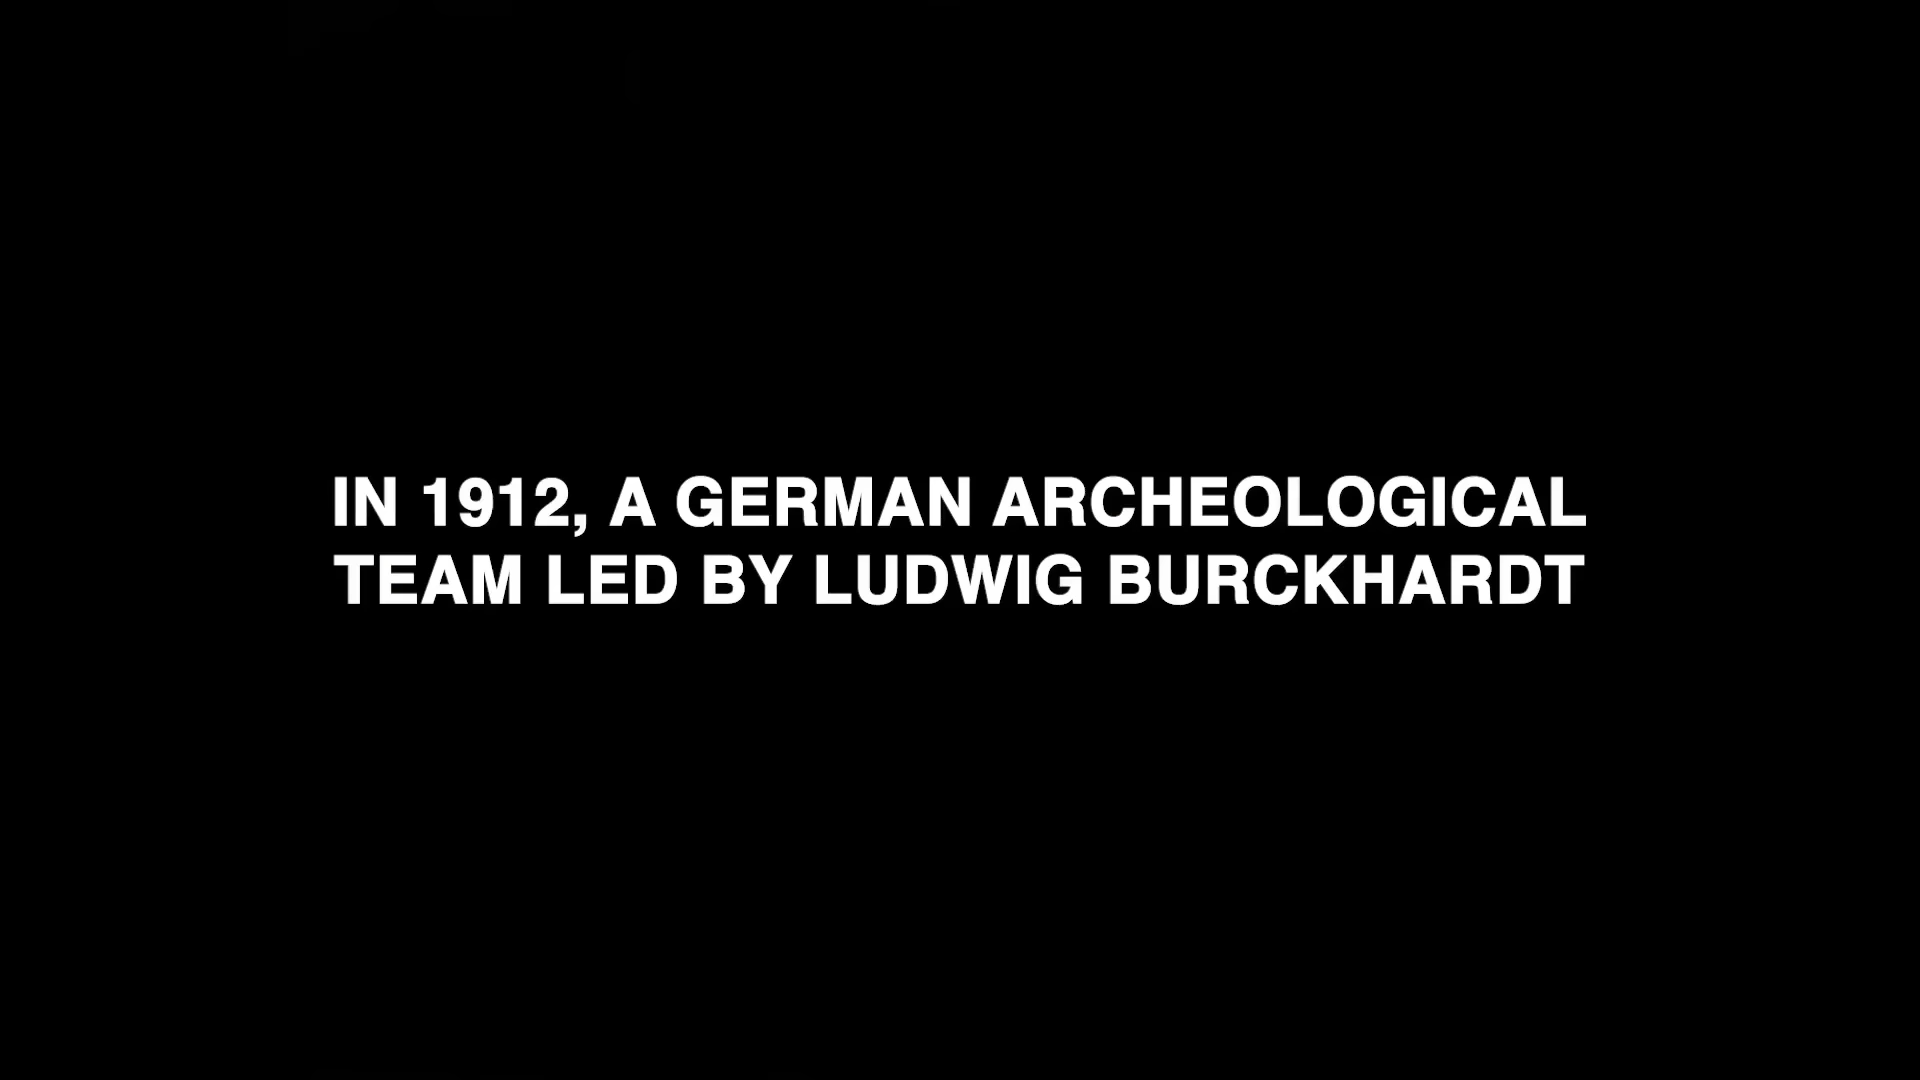 IN 1912, A GERMAN ARCHEOLOGICAL
TEAM LED BY LUDWIG BURCKHARDT